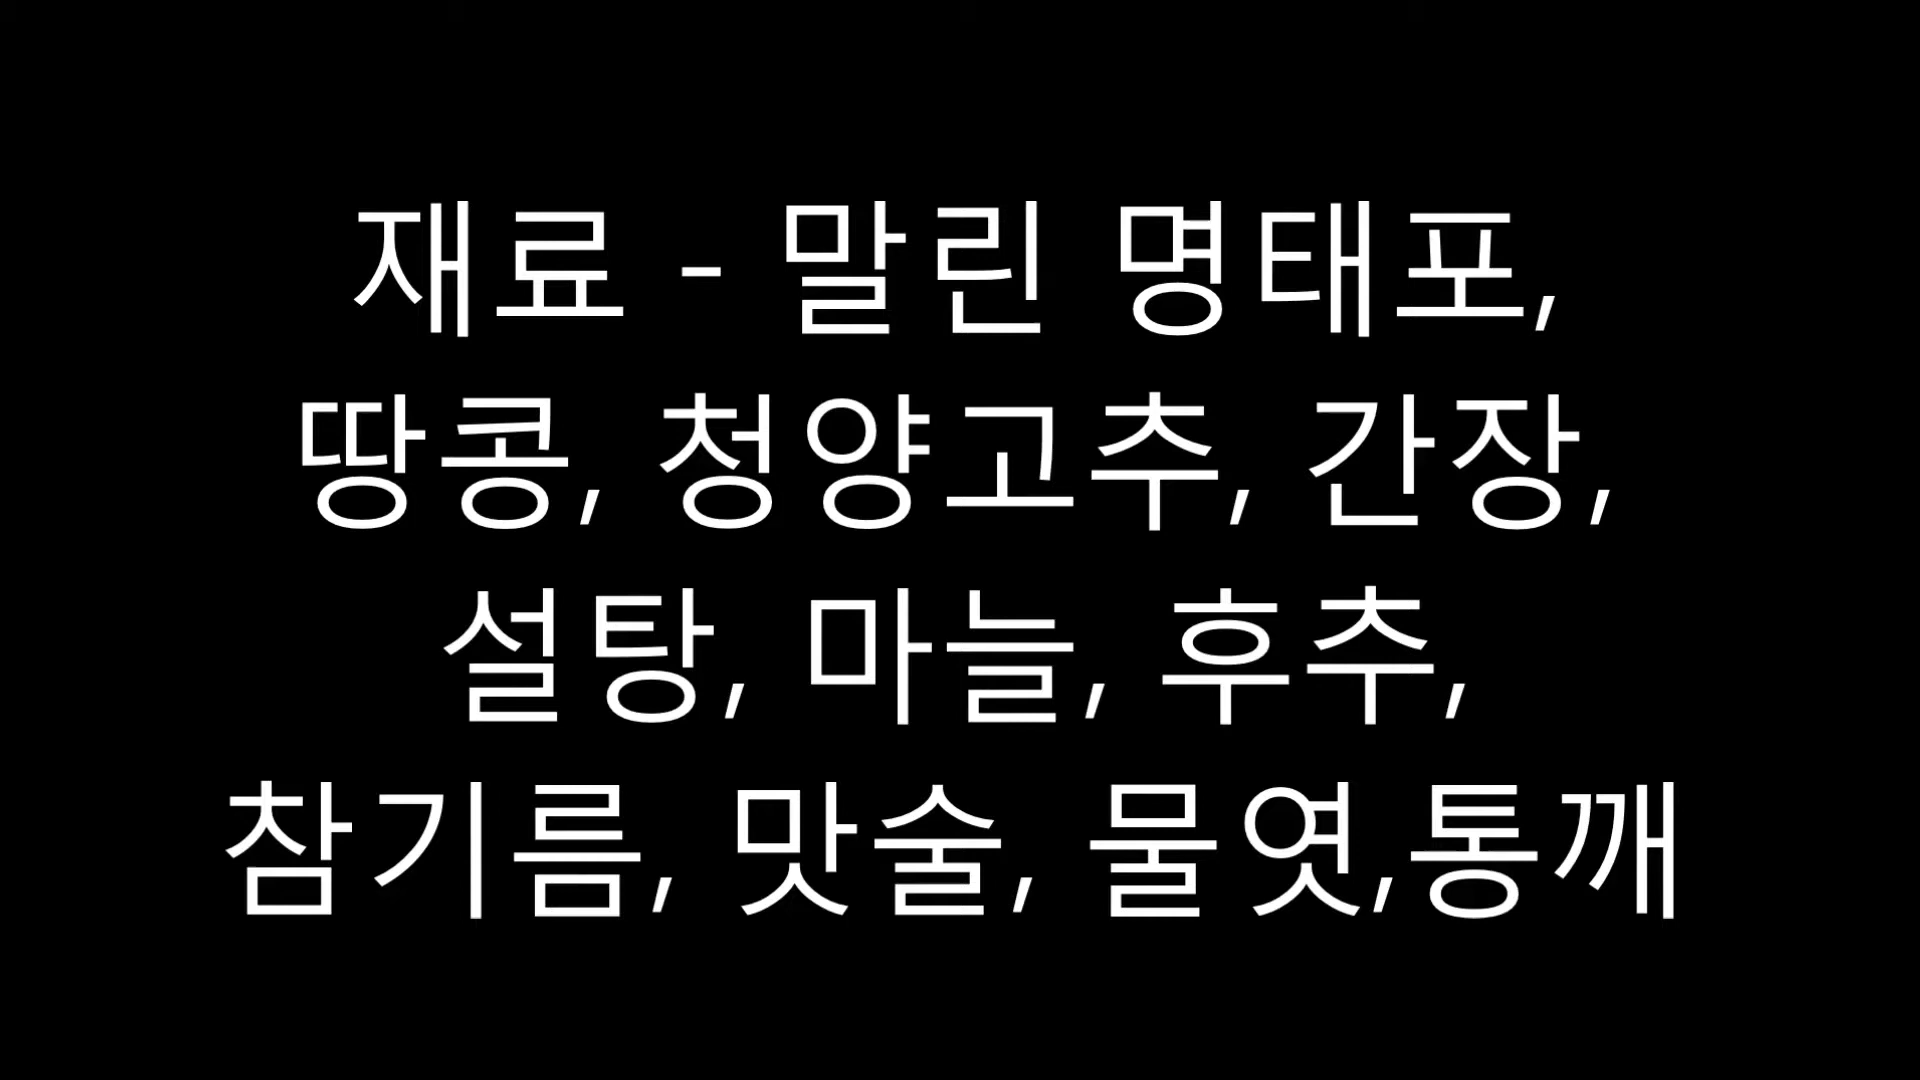 재료 - 말린 명태포,
땅콩, 청양고추, 간장,
설탕, 마늘, 후추,
참기름, 맛술, 물엿,통깨